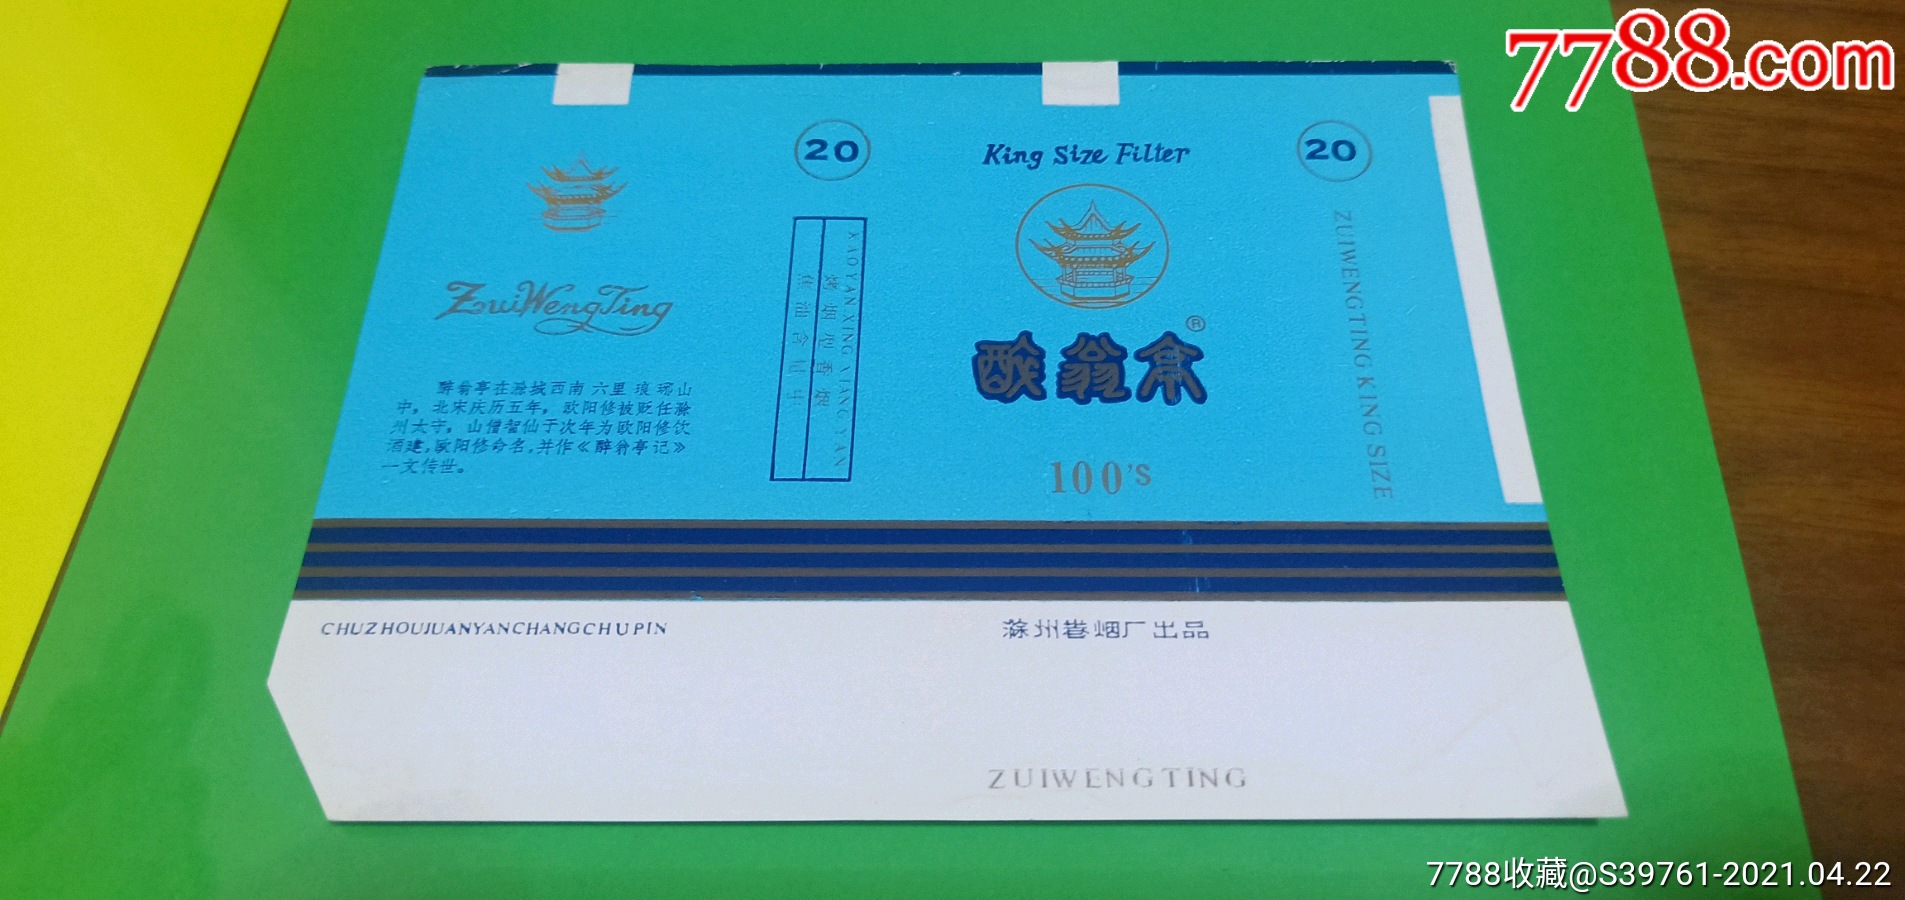 7788.com
ZuiWengTing
醉翁亭在滁城西南六里琅琊山
中。北宋庆历五年，欧阳修被贬任滁
州太守。山僧智仙于次年为欧阳修饮
酒建，欧阳修命名，并作《醉翁亭记》
一文传世。
20
KAO YAN XING XIANG YAN
烤烟型香烟
焦油含量中
King Size Filter
醉翁亭®
100's
20
ZUIWENGTING KING SIZE
CHUZHOUJUANYANCHANGCHUPIN
滁州卷烟厂出品
ZUIWENGTING
7788收藏@S39761-2021.04.22